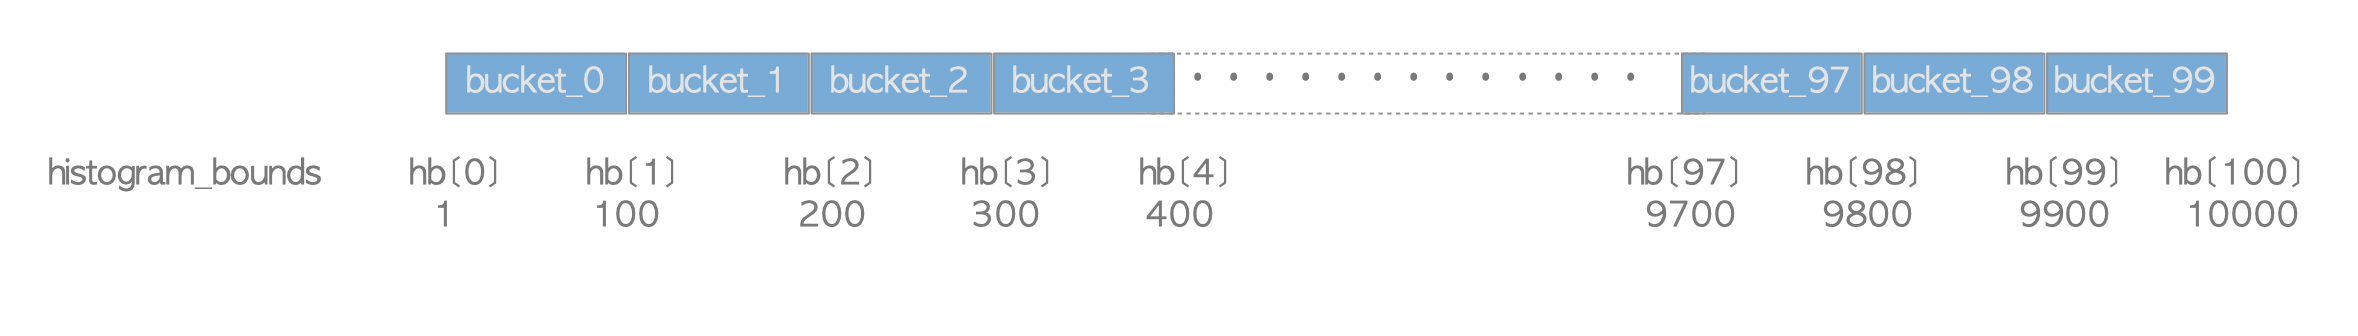 bucket_0 bucket_1 bucket_2 bucket_3 . . . . . . . . . . . . . bucket_97 bucket_98 bucket_99
histogram_bounds hb[0] hb[1] hb[2] hb[3] hb[4] hb[97] hb[98] hb[99] hb[100]
1 100 200 300 400 9700 9800 9900 10000